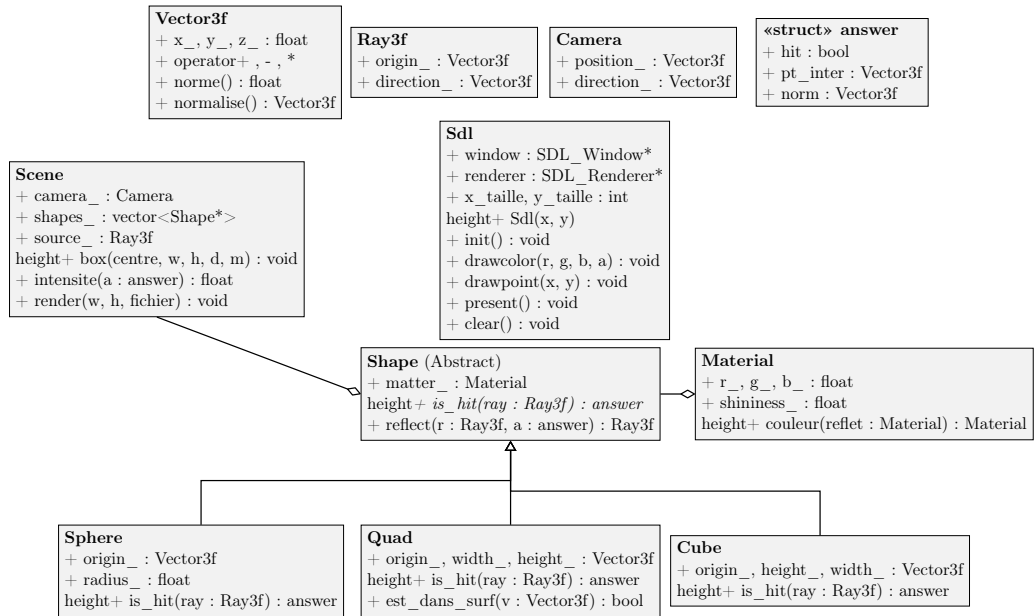 Vector3f
+ x_, y_, z_ : float
+ operator+ , - , *
+ norme() : float
+ normalise() : Vector3f
Ray3f
+ origin_ : Vector3f
+ direction_ : Vector3f
Camera
+ position_ : Vector3f
+ direction_ : Vector3f
«struct» answer
+ hit : bool
+ pt_inter : Vector3f
+ norm : Vector3f
Scene
+ camera_ : Camera
+ shapes_ : vector<Shape*>
+ source_ : Ray3f
height+ box(centre, w, h, d, m) : void
+ intensite(a : answer) : float
+ render(w, h, fichier) : void
Sdl
+ window : SDL_Window*
+ renderer : SDL_Renderer*
+ x_taille, y_taille : int
height+ Sdl(x, y)
+ init() : void
+ drawcolor(r, g, b, a) : void
+ drawpoint(x, y) : void
+ present() : void
+ clear() : void
Shape (Abstract)
+ matter_ : Material
height+ is_hit(ray : Ray3f) : answer
+ reflect(r : Ray3f, a : answer) : Ray3f
Material
+ r_, g_, b_ : float
+ shininess_ : float
height+ couleur(reflet : Material) : Material
Sphere
+ origin_ : Vector3f
+ radius_ : float
height+ is_hit(ray : Ray3f) : answer
Quad
+ origin_, width_, height_ : Vector3f
height+ is_hit(ray : Ray3f) : answer
+ est_dans_surf(v : Vector3f) : bool
Cube
+ origin_, height_, width_ : Vector3f
height+ is_hit(ray : Ray3f) : answer